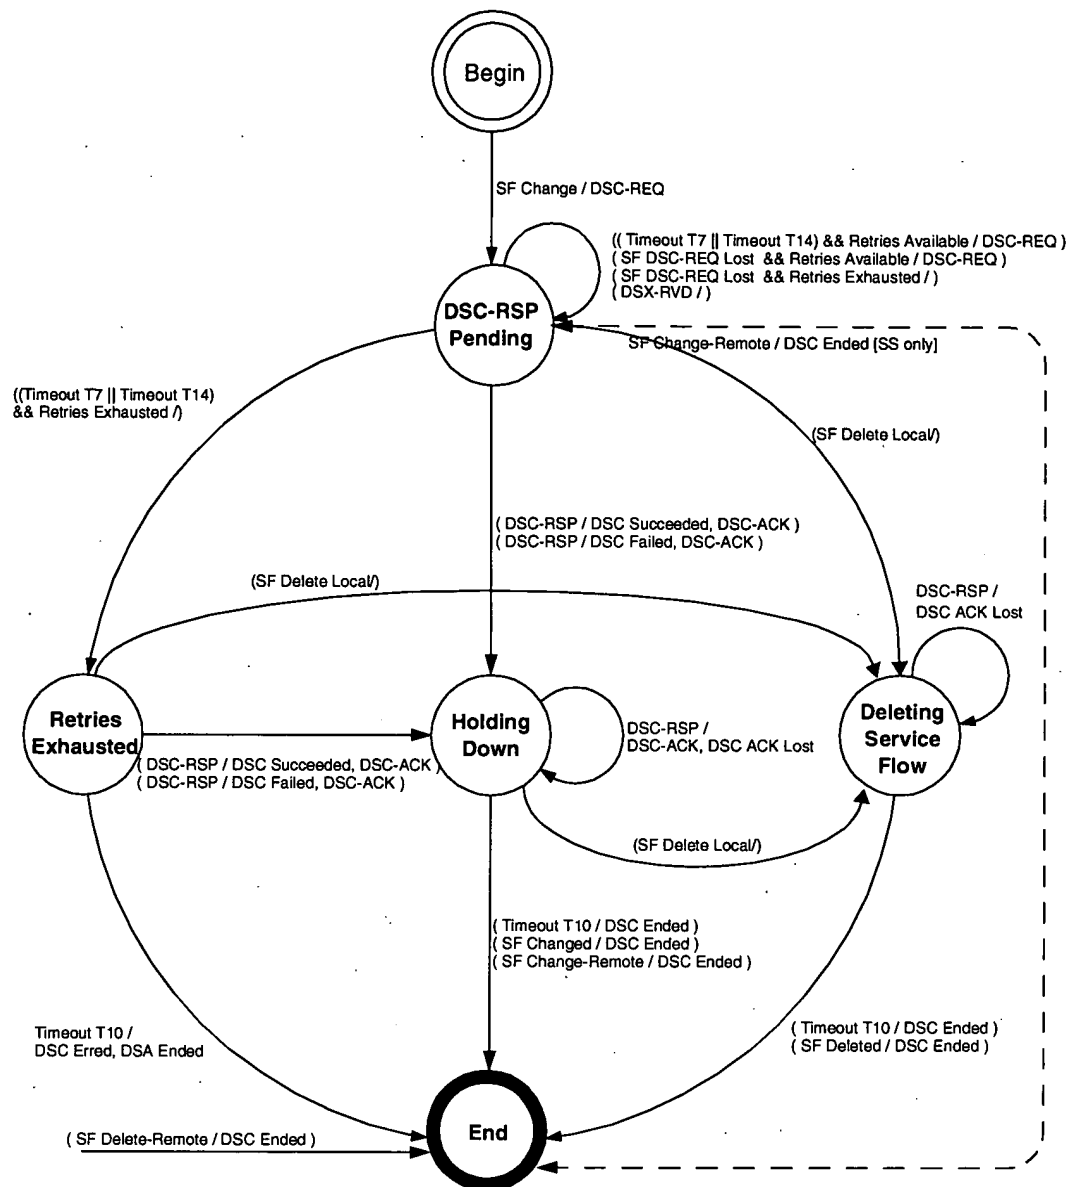 Begin
SF Change / DSC-REQ
(( Timeout T7 || Timeout T14) && Retries Available / DSC-REQ )
( SF DSC-REQ Lost && Retries Available / DSC-REQ )
( SF DSC-REQ Lost && Retries Exhausted / )
( DSX-RVD / )
DSC-RSP
Pending
SF Change-Remote / DSC Ended [SS only]
((Timeout T7 || Timeout T14)
&& Retries Exhausted /)
(SF Delete Local/)
( DSC-RSP / DSC Succeeded, DSC-ACK )
( DSC-RSP / DSC Failed, DSC-ACK )
(SF Delete Local/)
DSC-RSP /
DSC ACK Lost
Retries
Exhausted
Holding
Down
DSC-RSP /
DSC-ACK, DSC ACK Lost
Deleting
Service
Flow
( DSC-RSP / DSC Succeeded, DSC-ACK )
( DSC-RSP / DSC Failed, DSC-ACK )
(SF Delete Local/)
( Timeout T10 / DSC Ended )
( SF Changed / DSC Ended )
( SF Change-Remote / DSC Ended )
Timeout T10 /
DSC Erred, DSA Ended
( Timeout T10 / DSC Ended )
( SF Deleted / DSC Ended )
End
( SF Delete-Remote / DSC Ended )